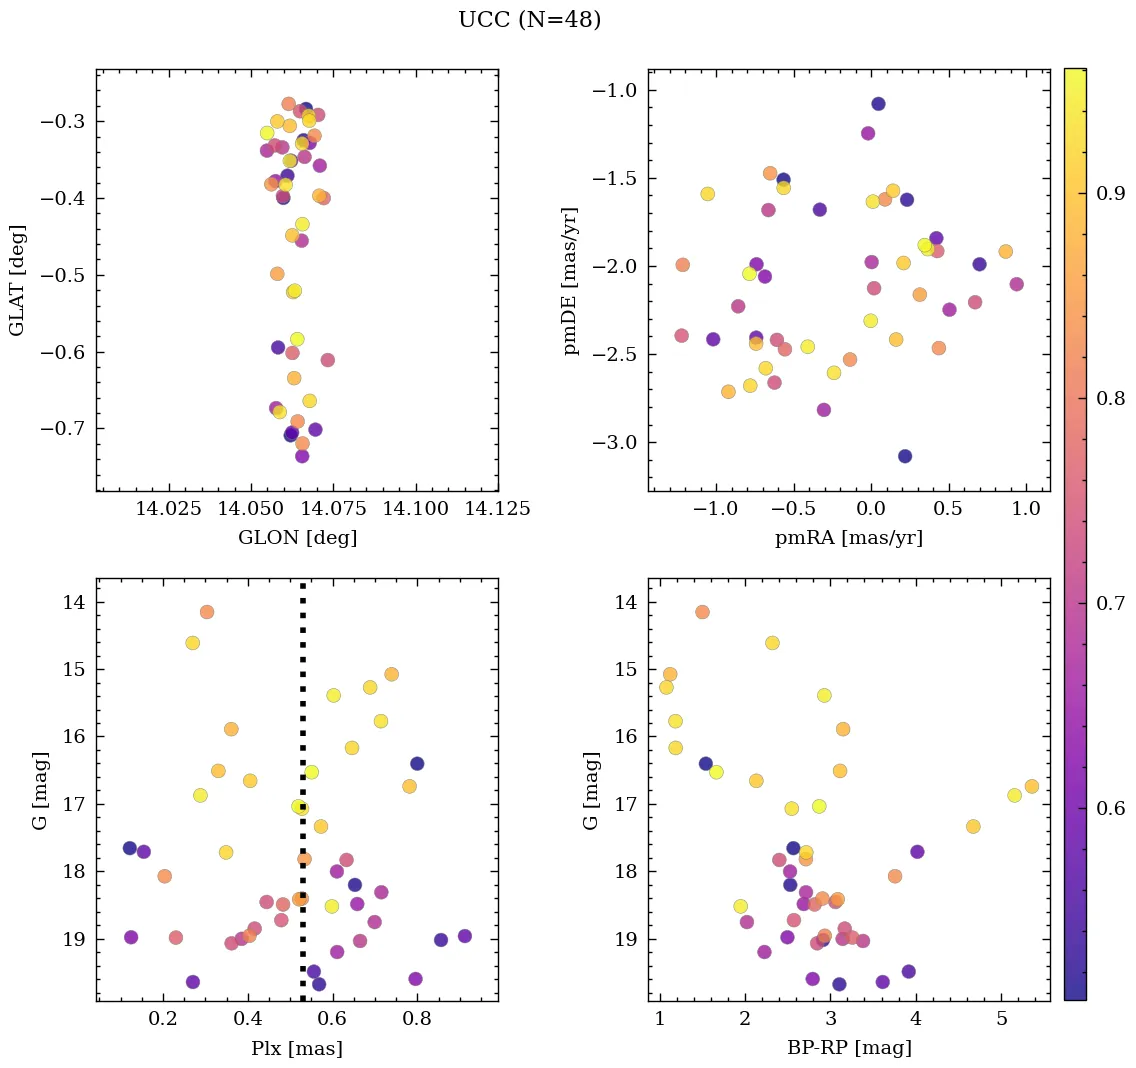 UCC (N=48)
−0.3
−0.4
−0.5
−0.6
−0.7
GLAT [deg]
14.025 14.050 14.075 14.100 14.125
GLON [deg]
−1.0
−1.5
−2.0
−2.5
−3.0
pmDE [mas/yr]
−1.0 −0.5 0.0 0.5 1.0
pmRA [mas/yr]
0.9
0.8
0.7
0.6
14
15
16
17
18
19
G [mag]
0.2 0.4 0.6 0.8
Plx [mas]
14
15
16
17
18
19
G [mag]
1 2 3 4 5
BP-RP [mag]